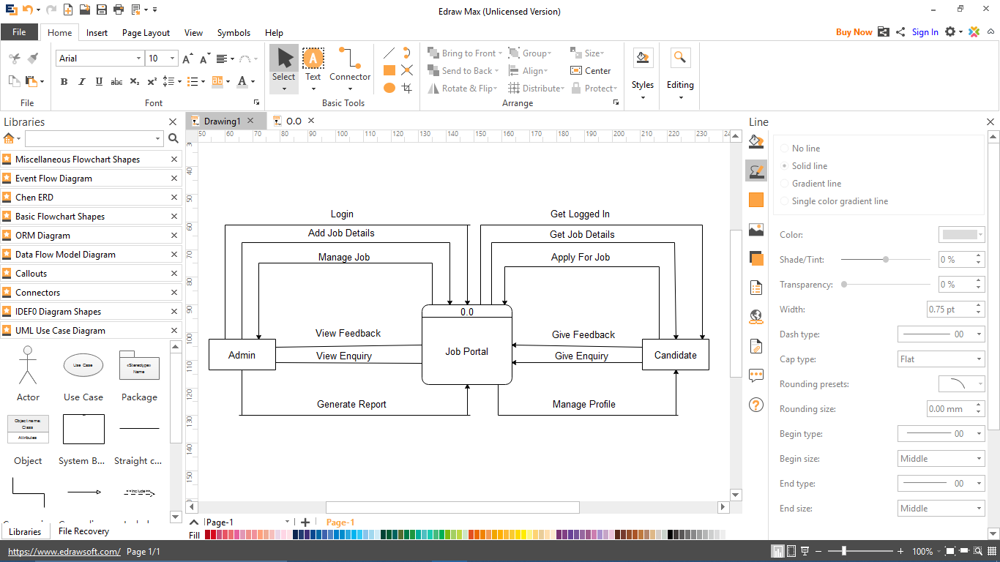 Edraw Max (Unlicensed Version)
File Home Insert Page Layout View Symbols Help Buy Now Sign In
Arial 10
Bring to Front Group Size
Send to Back Align Center
Rotate & Flip Distribute Protect
B I U abc X₂ X² ab A
Select Text Connector Styles Editing
File Font Basic Tools Arrange
Libraries
Drawing1 O.O
Line
50 60 70 80 90 100 110 120 130 140 150 160 170 180 190 200 210 220 230 24
30 40 50 60 70 80 90 100 110 120 130 140 150
Miscellaneous Flowchart Shapes
Event Flow Diagram
Chen ERD
Basic Flowchart Shapes
ORM Diagram
Data Flow Model Diagram
Callouts
Connectors
IDEF0 Diagram Shapes
UML Use Case Diagram
Use Case
«Stereotype»
Name
Actor Use Case Package
Object name:
Class
Attributes
Object System B... Straight c...
<<Include>>
Libraries File Recovery
Login
Add Job Details
Manage Job
Get Logged In
Get Job Details
Apply For Job
View Feedback
View Enquiry
Admin
0.0
Job Portal
Give Feedback
Give Enquiry
Candidate
Generate Report
Manage Profile
No line
Solid line
Gradient line
Single color gradient line
Color:
Shade/Tint: 0 %
Transparency: 0 %
Width: 0.75 pt
Dash type: 00
Cap type: Flat
Rounding presets:
Rounding size: 0.00 mm
Begin type: 00
Begin size: Middle
End type: 00
End size: Middle
Page-1 Page-1
Fill
https://www.edrawsoft.com/ Page 1/1 100%